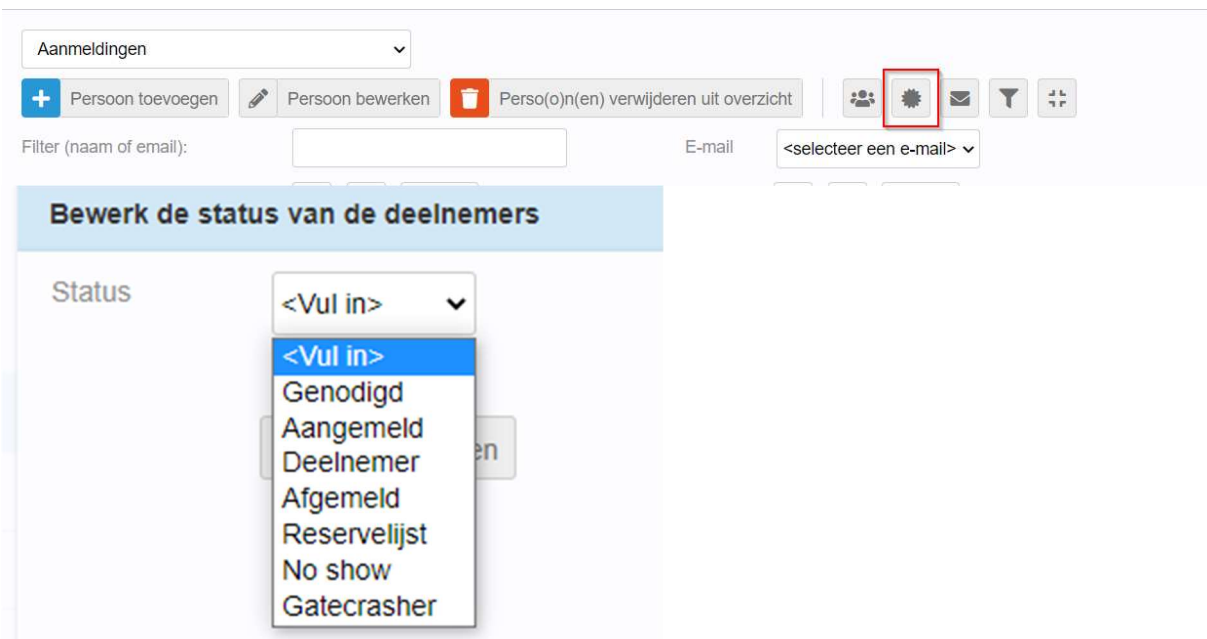 Aanmeldingen
Persoon toevoegen Persoon bewerken Perso(o)n(en) verwijderen uit overzicht
Filter (naam of email): E-mail <selecteer een e-mail>
Bewerk de status van de deelnemers
Status <Vul in>
<Vul in>
Genodigd
Aangemeld
Deelnemer
Afgemeld
Reservelijst
No show
Gatecrasher